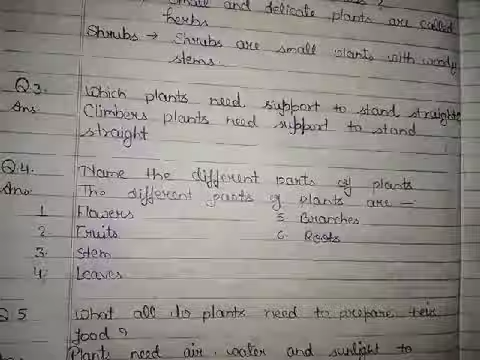 Small and delicate plants are called
herbs
Shrubs → Shrubs are small plants with woody
stems.
Q3. Which plants need support to stand straight
Ans Climbers plants need support to stand
straight
Q.4. Name the different parts of plants
Ans. The different parts of plants are —
1 Flowers 5 Branches
2 Fruits 6. Roots
3. Stem
4. Leaves
Q 5 What all do plants need to prepare their
food?
Plants need air, water and sunlight to